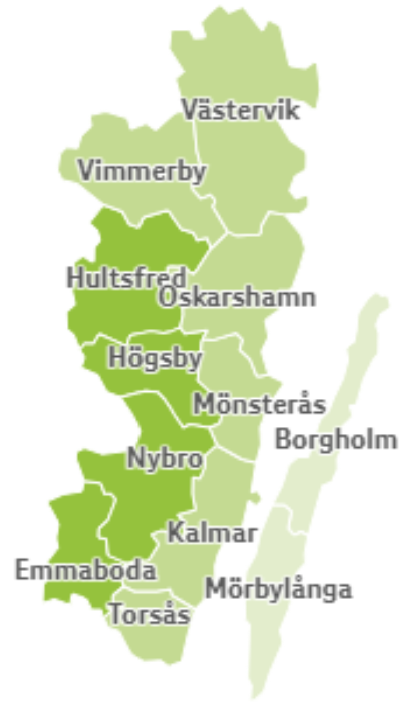 Västervik
Vimmerby
Hultsfred
Oskarshamn
Högsby
Mönsterås
Borgholm
Nybro
Kalmar
Emmaboda
Mörbylånga
Torsås